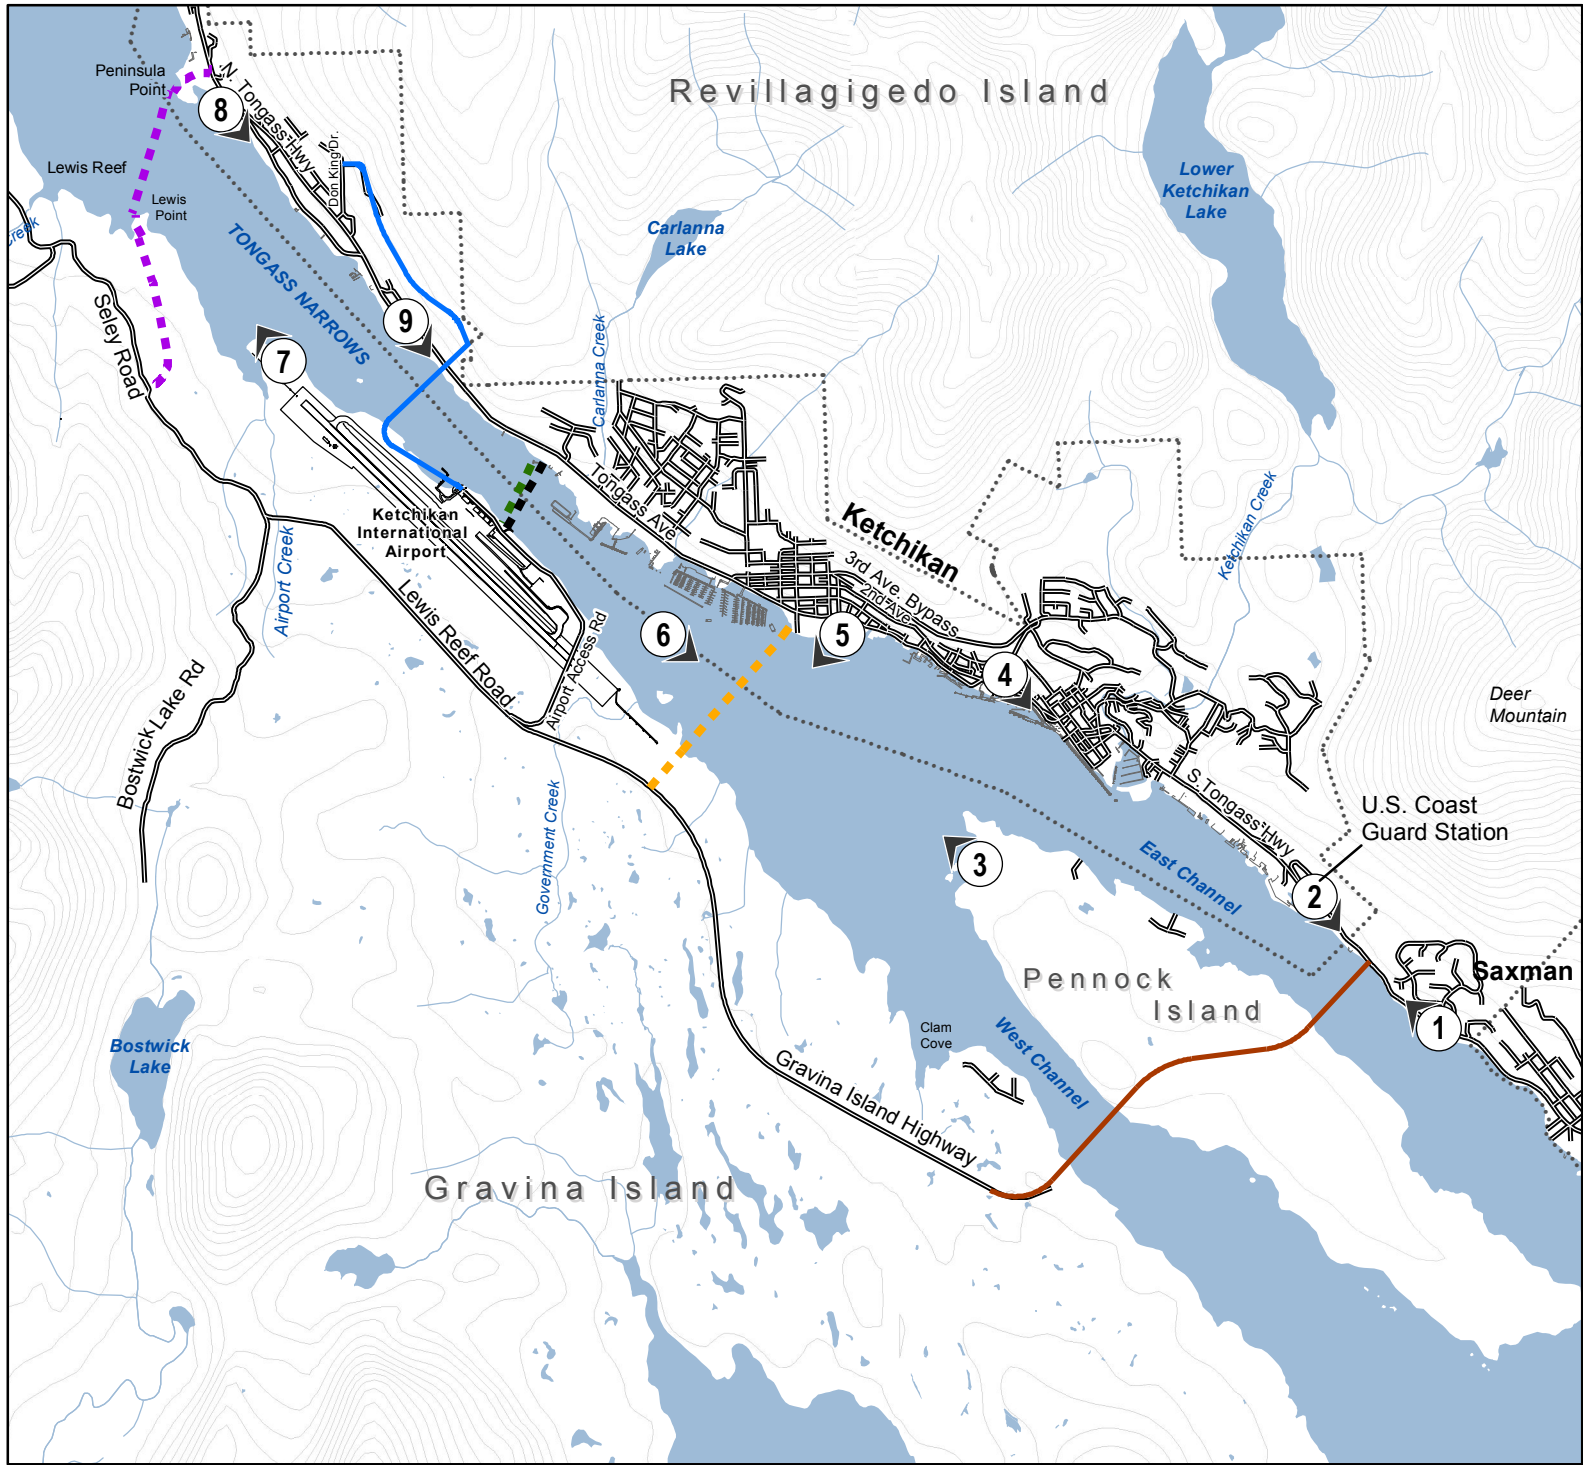 Revillagigedo Island
Peninsula
Point
N. Tongass Hwy
8
Don King Dr.
Lewis Reef
Lewis
Point
Creek
TONGASS NARROWS
Carlanna
Lake
Lower
Ketchikan
Lake
Seley Road
9
7
Carlanna Creek
Tongass Ave
Ketchikan
International
Airport
Ketchikan
3rd Ave. Bypass
2nd Ave
Ketchikan Creek
Airport Creek
Lewis Reef Road
Airport Access Rd
6
5
4
Bostwick Lake Rd
Deer
Mountain
Government Creek
S. Tongass Hwy
U.S. Coast
Guard Station
3
East Channel
2
Saxman
Pennock
Island
1
Clam
Cove
West Channel
Bostwick
Lake
Gravina Island Highway
Gravina Island